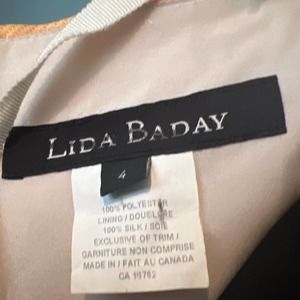 LIDA BADAY
4
100% POLYESTER
LINING / DOUBLURE
100% SILK / SOIE
EXCLUSIVE OF TRIM /
GARNITURE NON COMPRISE
MADE IN / FAIT AU CANADA
CA 16762